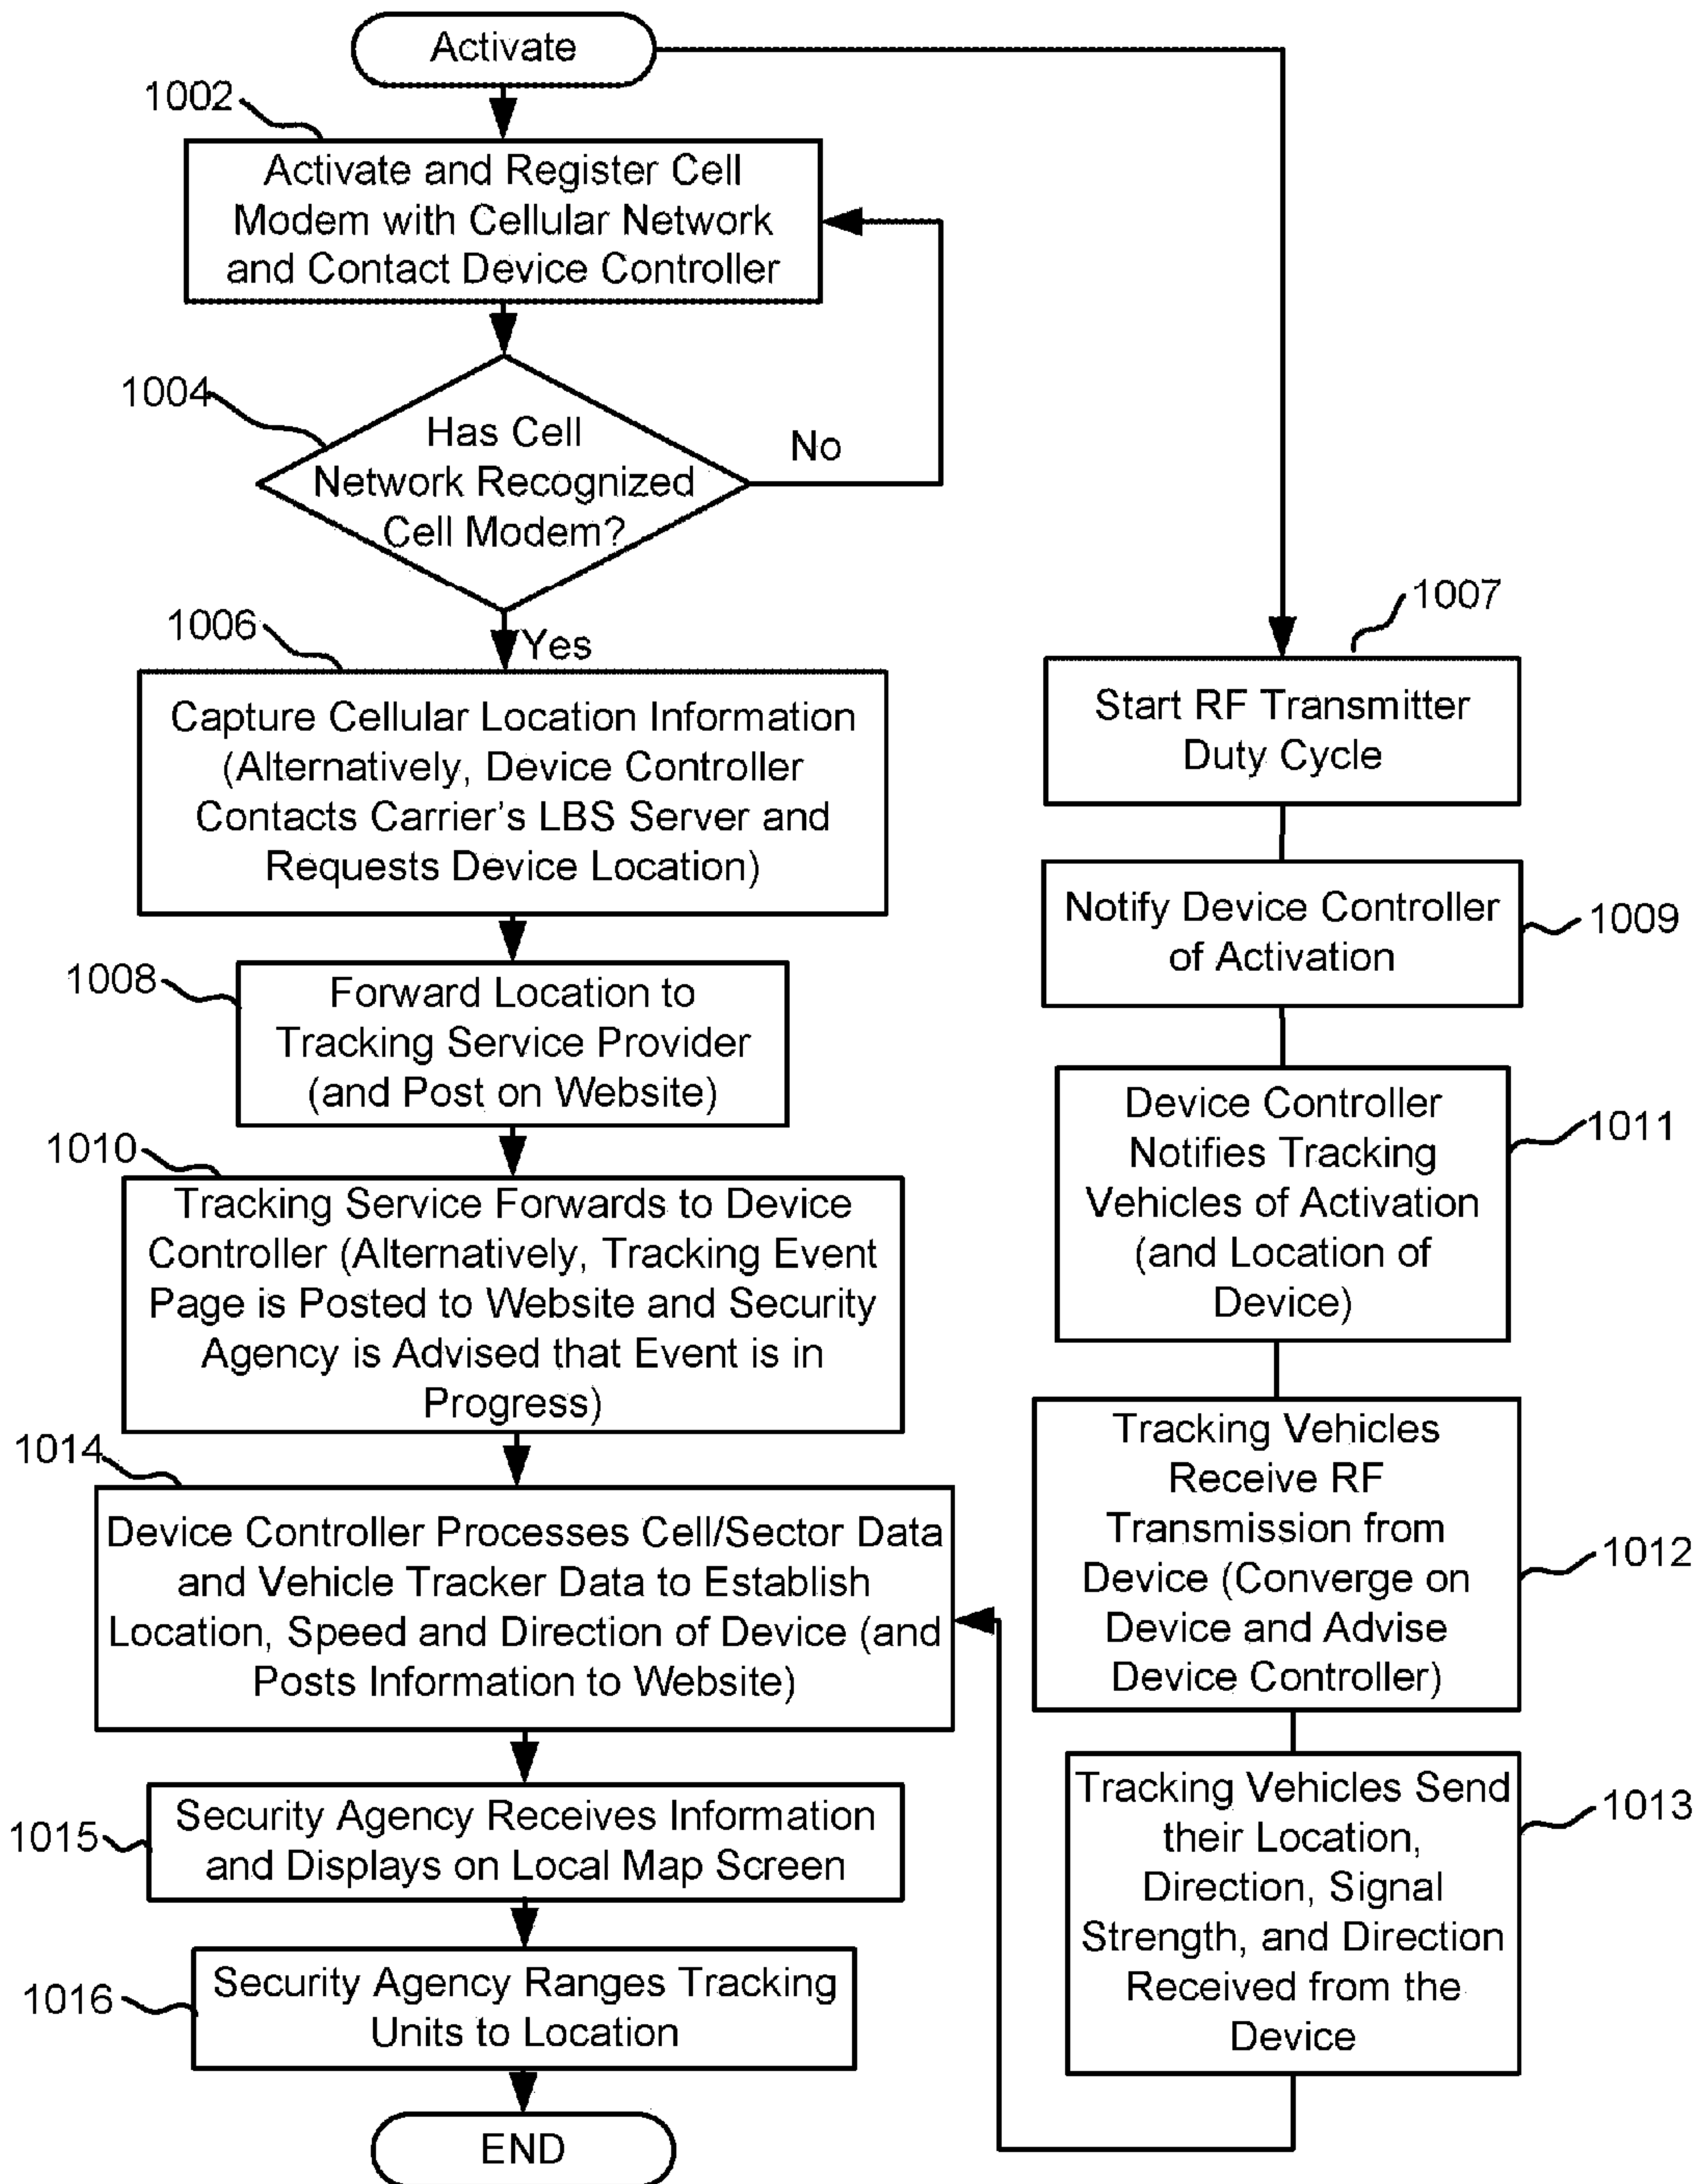 Activate
1002
Activate and Register Cell
Modem with Cellular Network
and Contact Device Controller
1004
Has Cell
Network Recognized
Cell Modem?
No
Yes
1006
Capture Cellular Location Information
(Alternatively, Device Controller
Contacts Carrier's LBS Server and
Requests Device Location)
1008
Forward Location to
Tracking Service Provider
(and Post on Website)
1010
Tracking Service Forwards to Device
Controller (Alternatively, Tracking Event
Page is Posted to Website and Security
Agency is Advised that Event is in
Progress)
1014
Device Controller Processes Cell/Sector Data
and Vehicle Tracker Data to Establish
Location, Speed and Direction of Device (and
Posts Information to Website)
1015
Security Agency Receives Information
and Displays on Local Map Screen
1016
Security Agency Ranges Tracking
Units to Location
END
1007
Start RF Transmitter
Duty Cycle
Notify Device Controller
of Activation
1009
Device Controller
Notifies Tracking
Vehicles of Activation
(and Location of
Device)
1011
Tracking Vehicles
Receive RF
Transmission from
Device (Converge on
Device and Advise
Device Controller)
1012
Tracking Vehicles Send
their Location,
Direction, Signal
Strength, and Direction
Received from the
Device
1013